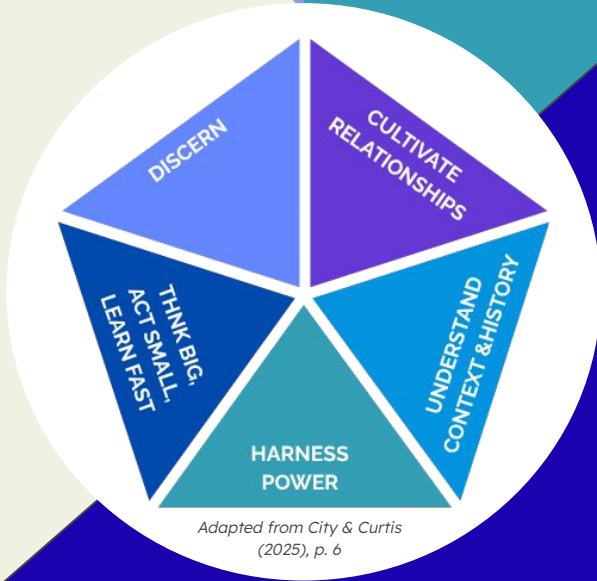 DISCERN
CULTIVATE
RELATIONSHIPS
UNDERSTAND
CONTEXT &HISTORY
HARNESS
POWER
THNK BIG,
ACT SMALL,
LEARN FAST
Adapted from City & Curtis
(2025), p. 6